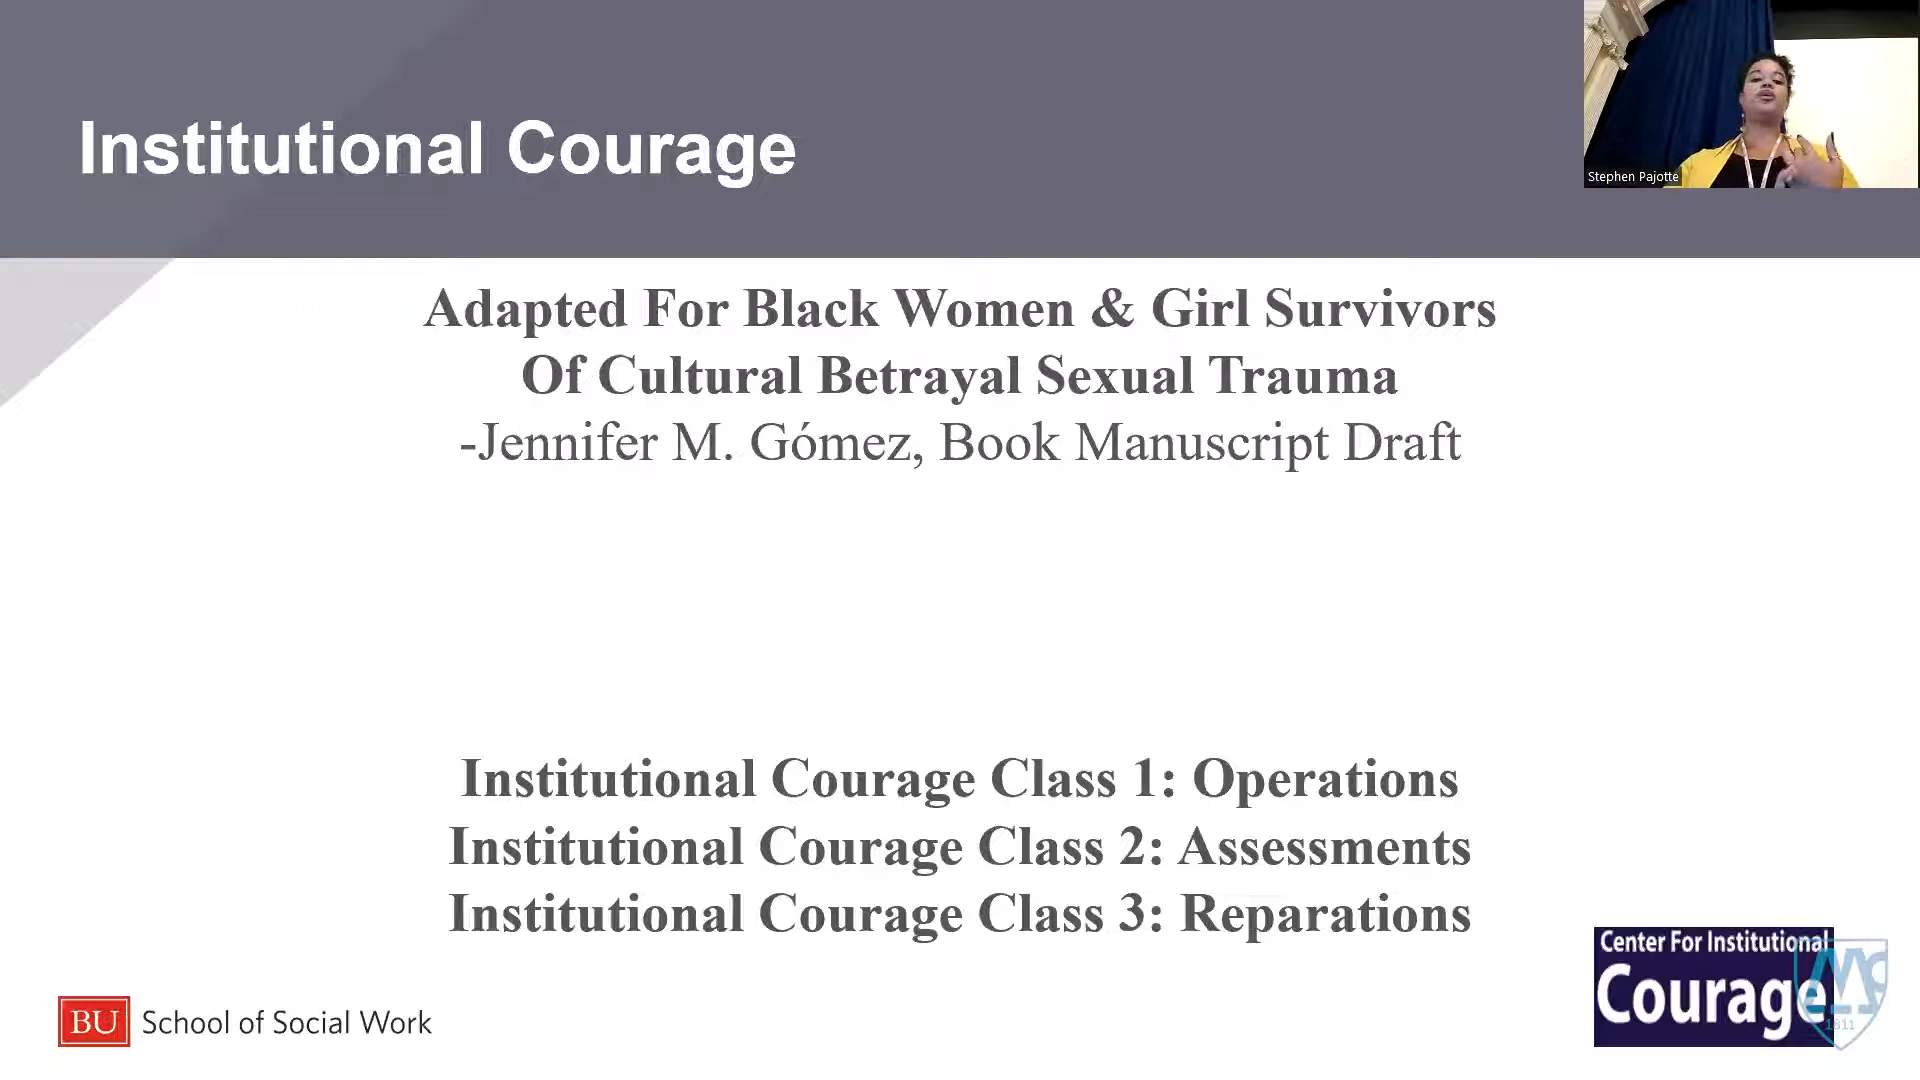 Institutional Courage
Stephen Pajotte
Adapted For Black Women & Girl Survivors
Of Cultural Betrayal Sexual Trauma
-Jennifer M. Gómez, Book Manuscript Draft
Institutional Courage Class 1: Operations
Institutional Courage Class 2: Assessments
Institutional Courage Class 3: Reparations
BU School of Social Work
Center For Institutional
Courage
1811